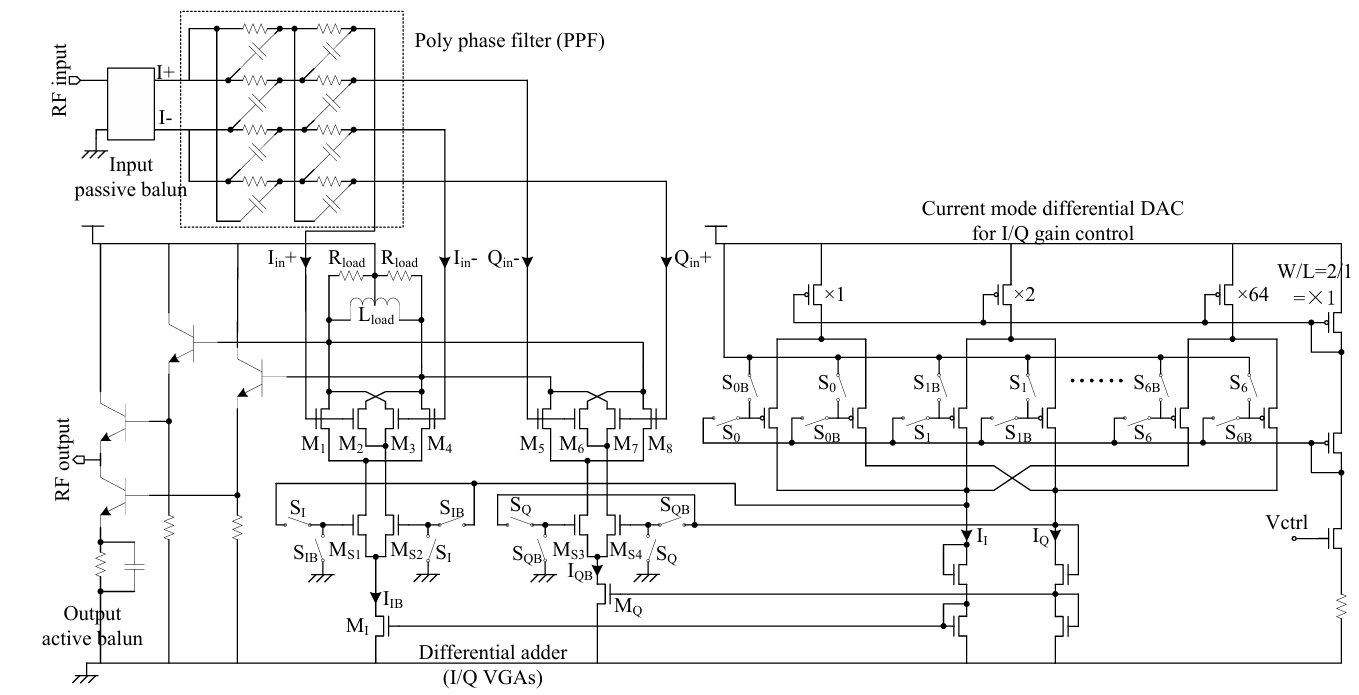 Poly phase filter (PPF)
RF input
I+
I-
Input
passive balun
Current mode differential DAC
for I/Q gain control
Iin+
Rload
Rload
Iin-
Qin-
Qin+
Lload
×1
×2
×64
W/L=2/1
=×1
S0B
S0
S1B
S1
······
S6B
S6
S0
S0B
S1
S1B
S6
S6B
M1
M2
M3
M4
M5
M6
M7
M8
RF output
SI
SIB
SQ
SQB
SIB
MS1
MS2
SI
SQB
MS3
MS4
SQ
II
IQ
Vctrl
IQB
IIB
MQ
MI
Output
active balun
Differential adder
(I/Q VGAs)